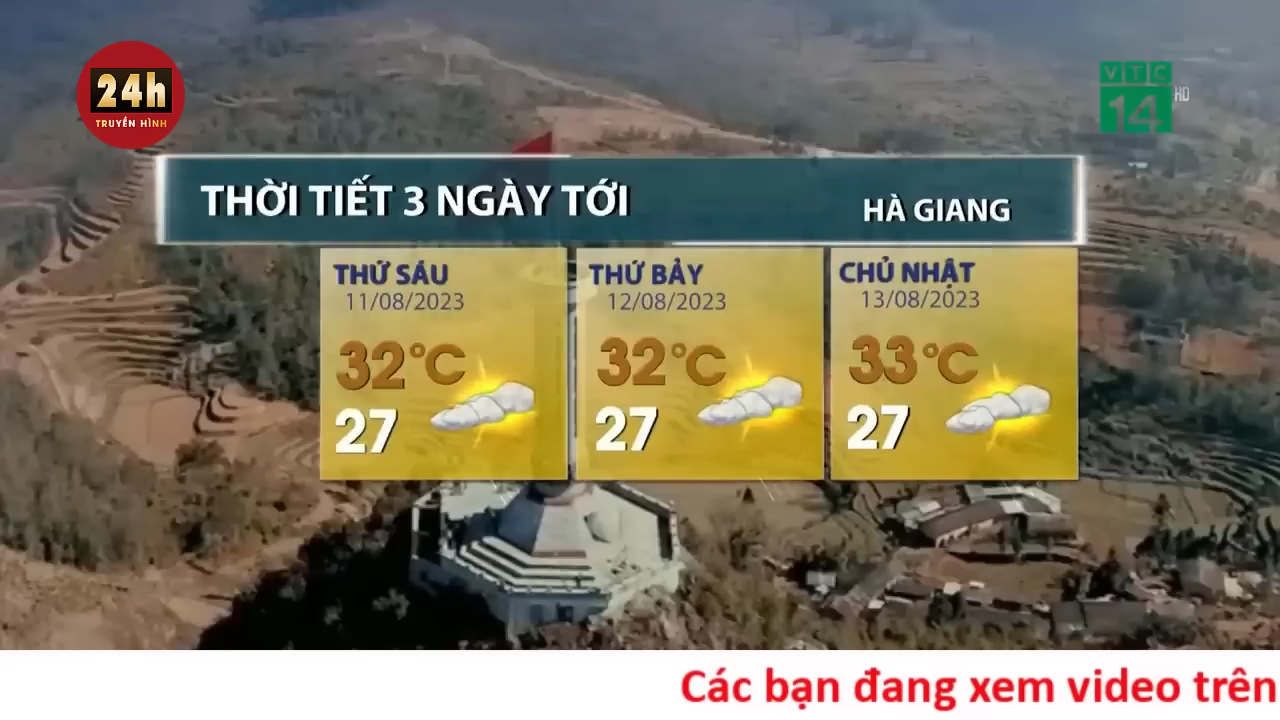 24h
TRUYỀN HÌNH
VTC
14
HD
THỜI TIẾT 3 NGÀY TỚI
HÀ GIANG
THỨ SÁU
11/08/2023
32°C
27
THỨ BẢY
12/08/2023
32°C
27
CHỦ NHẬT
13/08/2023
33°C
27
Các bạn đang xem video trên